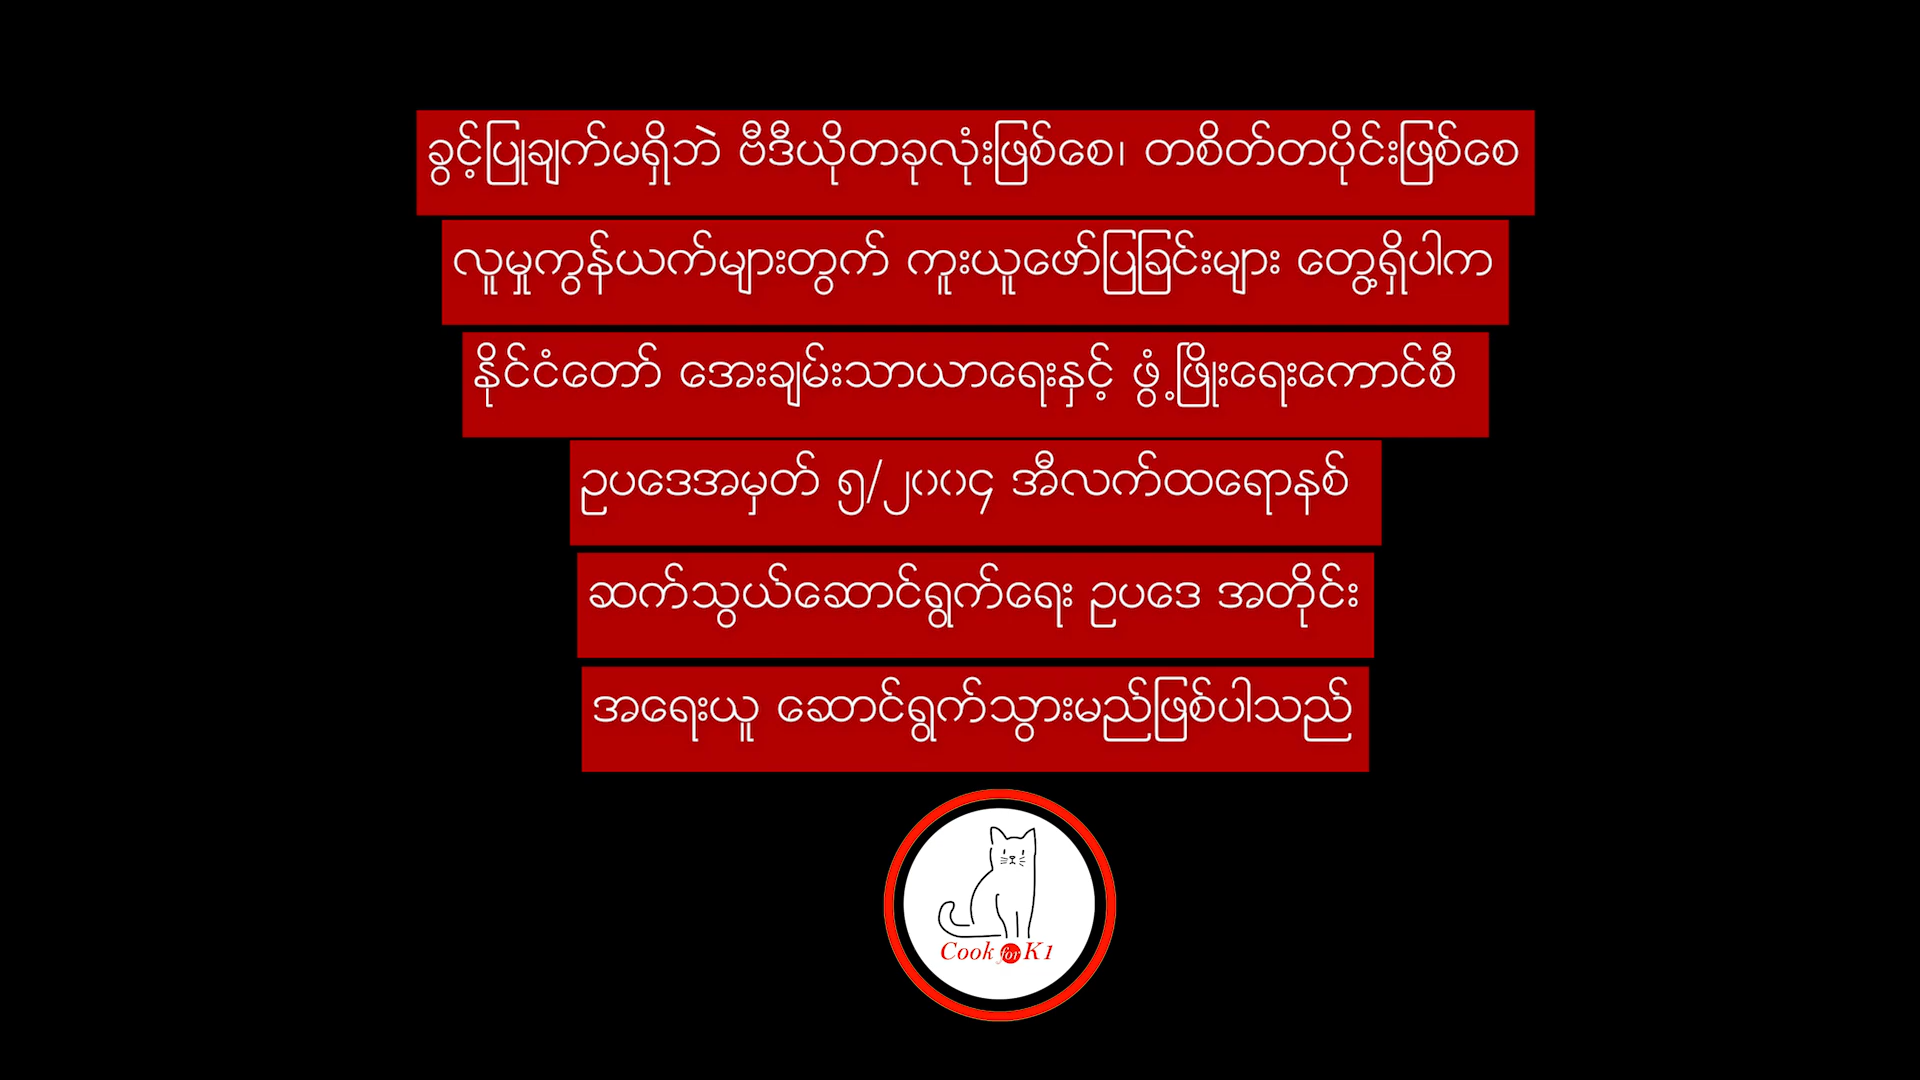 ခွင့်ပြုချက်မရှိဘဲ ဗီဒီယိုတခုလုံးဖြစ်စေ၊ တစိတ်တပိုင်းဖြစ်စေ
လူမှုကွန်ယက်များတွက် ကူးယူဖော်ပြခြင်းများ တွေ့ရှိပါက
နိုင်ငံတော် အေးချမ်းသာယာရေးနှင့် ဖွံ့ဖြိုးရေးကောင်စီ
ဥပဒေအမှတ် ၅/၂၀၀၄ အီလက်ထရောနစ်
ဆက်သွယ်ဆောင်ရွက်ရေး ဥပဒေ အတိုင်း
အရေးယူ ဆောင်ရွက်သွားမည်ဖြစ်ပါသည်
Cook for K1